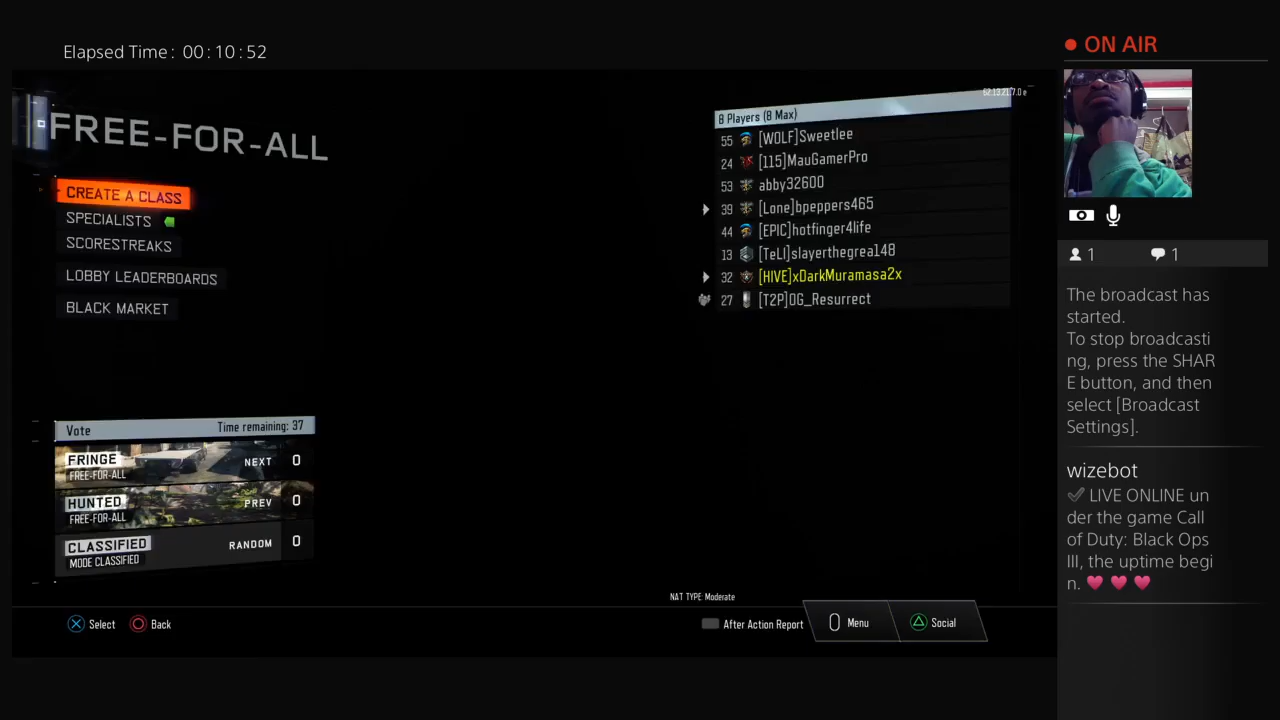 Elapsed Time: 00:10:52
ON AIR
FREE-FOR-ALL
CREATE A CLASS
SPECIALISTS
SCORESTREAKS
LOBBY LEADERBOARDS
BLACK MARKET
8 Players (8 Max)
55 [WOLF]Sweetlee
24 [115]MauGamerPro
53 abby32600
39 [Lone]bpeppers465
44 [EPIC]hotfinger4life
13 [TeLI]slayerthegrea148
32 [HIVE]xDarkMuramasa2x
27 [T2P]OG_Resurrect
Vote Time remaining: 37
FRINGE NEXT 0
FREE-FOR-ALL
HUNTED PREV 0
FREE-FOR-ALL
CLASSIFIED RANDOM 0
MODE CLASSIFIED
NAT TYPE: Moderate
Select Back After Action Report Menu Social
1 1
The broadcast has
started.
To stop broadcasti
ng, press the SHAR
E button, and then
select [Broadcast
Settings].
wizebot
LIVE ONLINE un
der the game Call
of Duty: Black Ops
III, the uptime begi
n.